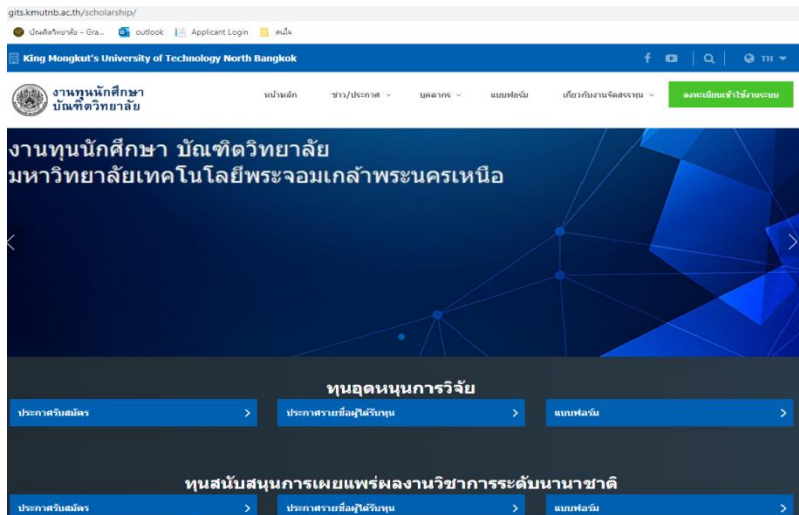 gits.kmutnb.ac.th/scholarship/
บัณฑิตวิทยาลัย - Gra... outlook Applicant Login สนใจ
King Mongkut's University of Technology North Bangkok TH
งานทุนนักศึกษา
บัณฑิตวิทยาลัย
หน้าหลัก ข่าว/ประกาศ บุคลากร แบบฟอร์ม เกี่ยวกับงานจัดสรรทุน ลงทะเบียนเข้าใช้งานระบบ
งานทุนนักศึกษา บัณฑิตวิทยาลัย
มหาวิทยาลัยเทคโนโลยีพระจอมเกล้าพระนครเหนือ
ทุนอุดหนุนการวิจัย
ประกาศรับสมัคร ประกาศรายชื่อผู้ได้รับทุน แบบฟอร์ม
ทุนสนับสนุนการเผยแพร่ผลงานวิชาการระดับนานาชาติ
ประกาศรับสมัคร ประกาศรายชื่อผู้ได้รับทุน แบบฟอร์ม